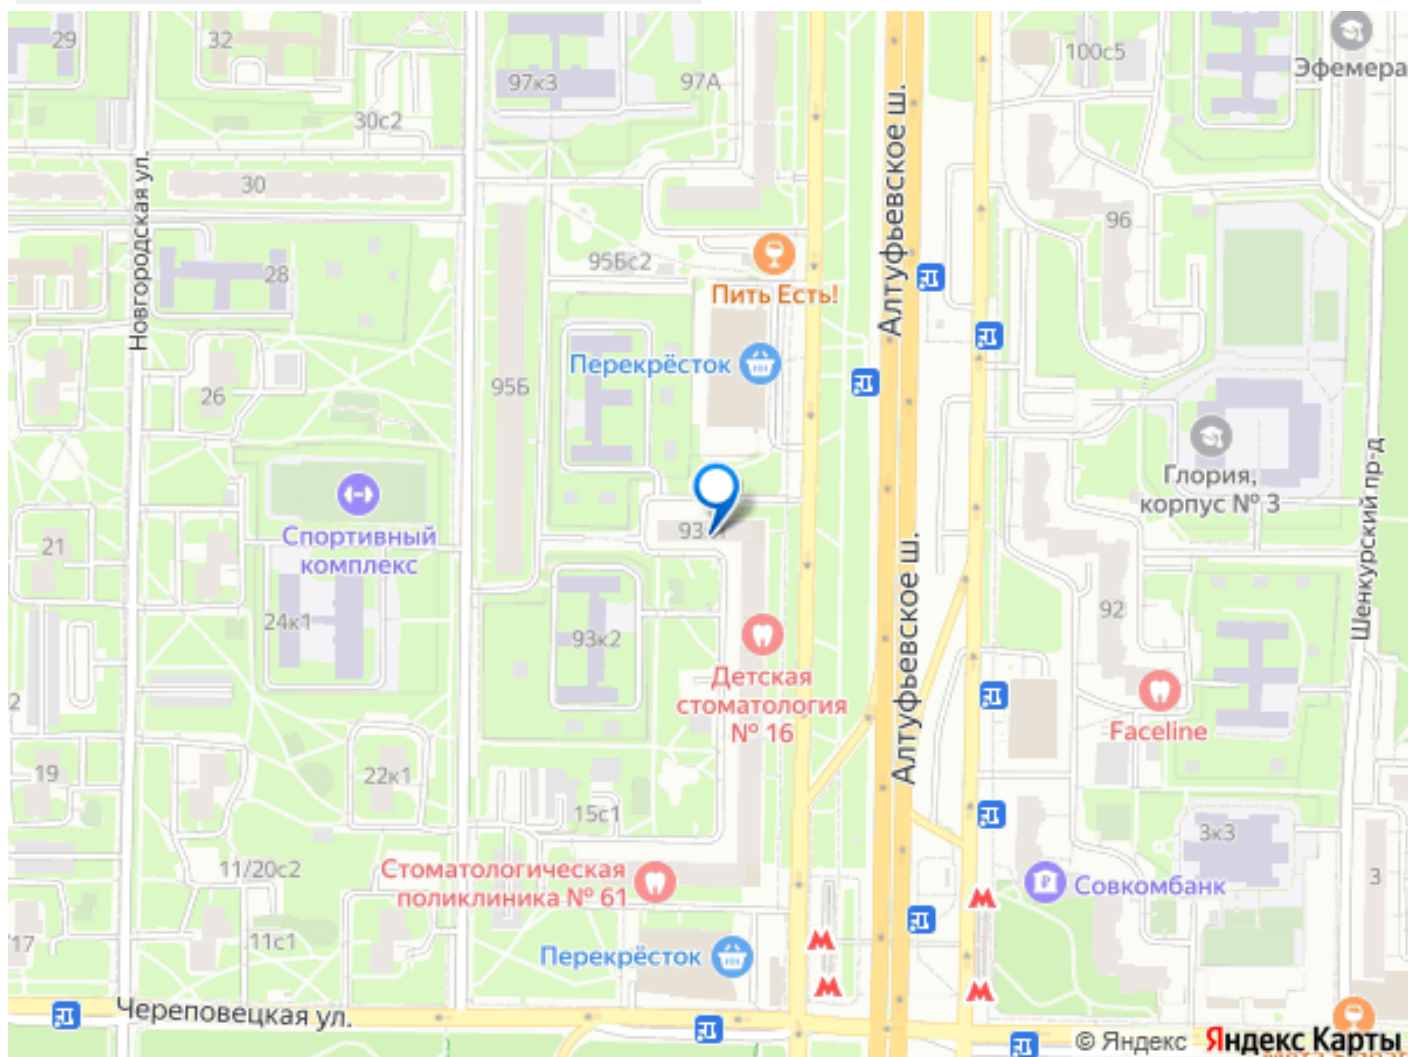 29
32
97к3
97А
100с5
Эфемера
30с2
Алтуфьевское ш.
Новгородская ул.
30
96
95Бс2
28
Пить Есть!
Перекрёсток
95Б
26
Глория,
корпус № 3
Шенкурский пр-д
Спортивный
комплекс
21
Алтуфьевское ш.
24к1
93к2
92
Детская
стоматология
№ 16
Faceline
2
19
22к1
15с1
3к3
11/20с2
Стоматологическая
поликлиника № 61
Совкомбанк
3
17
11с1
Перекрёсток
Череповецкая ул.
© Яндекс Яндекс Карты